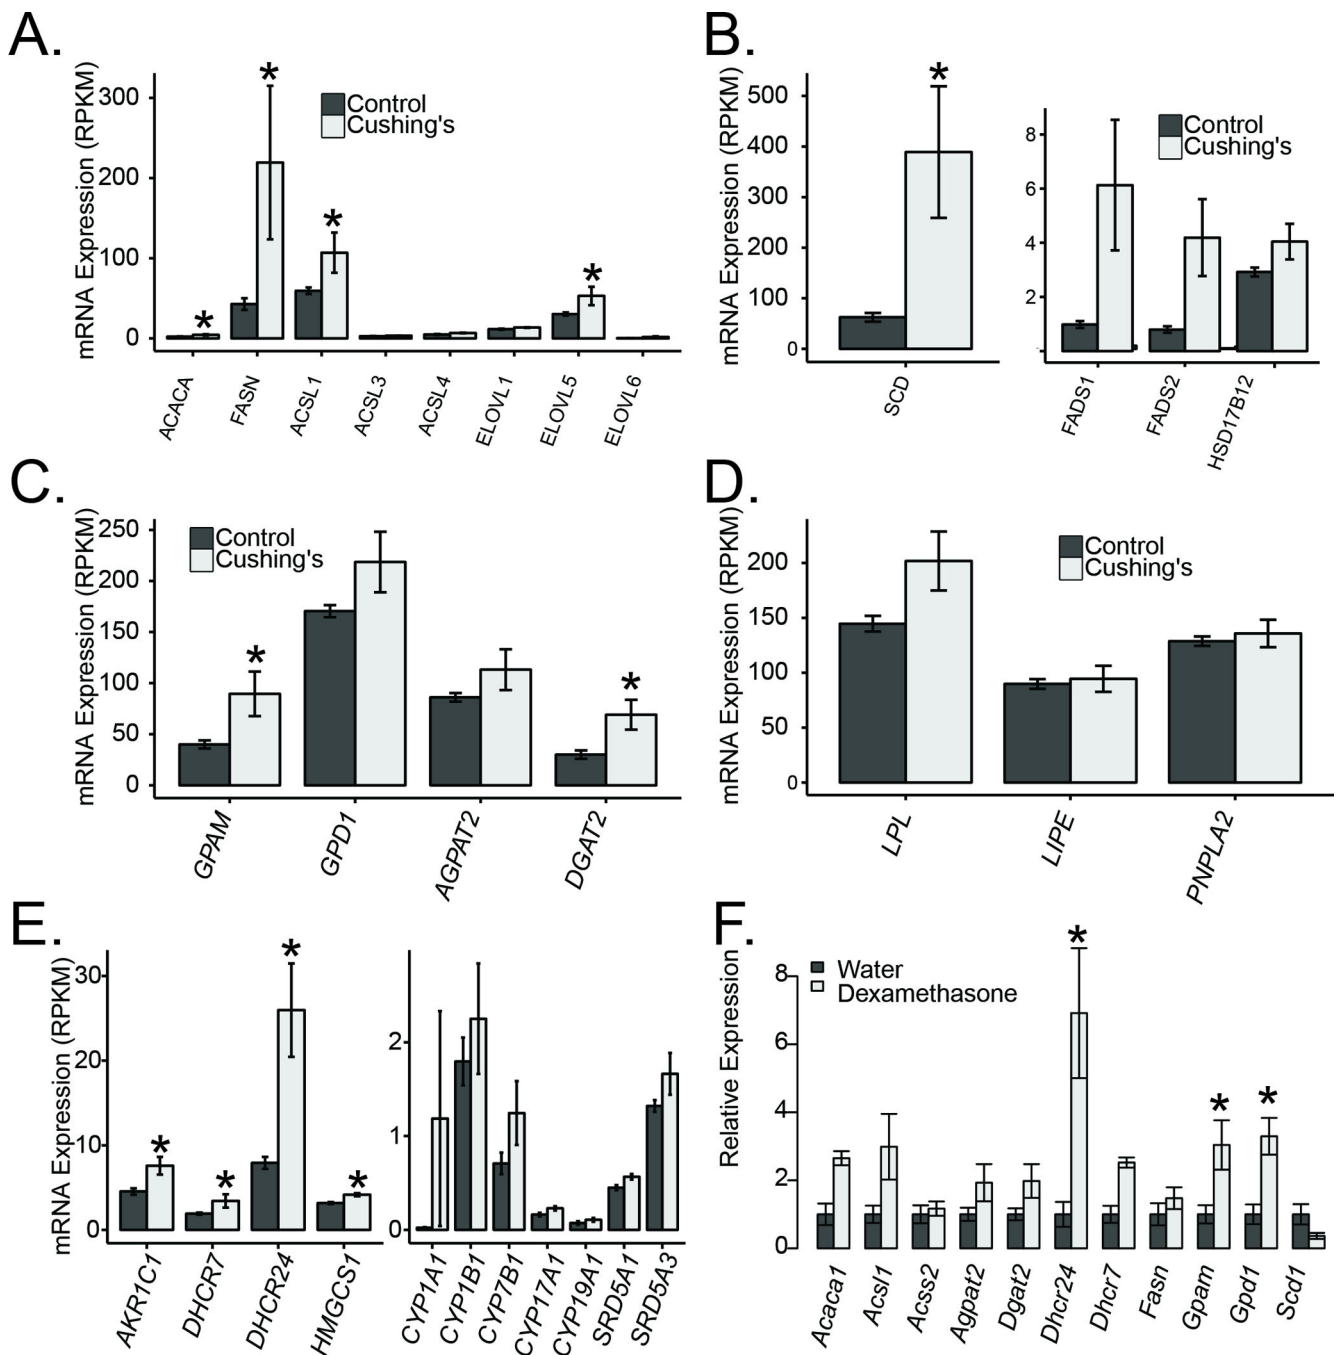 A.
mRNA Expression (RPKM)
300
200
100
0
*
*
*
*
Control
Cushing's
ACACA
FASN
ACSL1
ACSL3
ACSL4
ELOVL1
ELOVL5
ELOVL6
B.
mRNA Expression (RPKM)
500
400
300
200
100
0
*
SCD
8
6
4
2
-
Control
Cushing's
FADS1
FADS2
HSD17B12
C.
mRNA Expression (RPKM)
250
200
150
100
50
0
Control
Cushing's
*
*
GPAM
GPD1
AGPAT2
DGAT2
D.
mRNA Expression (RPKM)
200
150
100
50
0
Control
Cushing's
LPL
LIPE
PNPLA2
E.
mRNA Expression (RPKM)
30
20
10
0
*
*
*
*
AKR1C1
DHCR7
DHCR24
HMGCS1
2
1
0
CYP1A1
CYP1B1
CYP7B1
CYP17A1
CYP19A1
SRD5A1
SRD5A3
F.
Relative Expression
8
6
4
2
0
Water
Dexamethasone
*
*
*
Acaca1
Acsl1
Acss2
Agpat2
Dgat2
Dhcr24
Dhcr7
Fasn
Gpam
Gpd1
Scd1